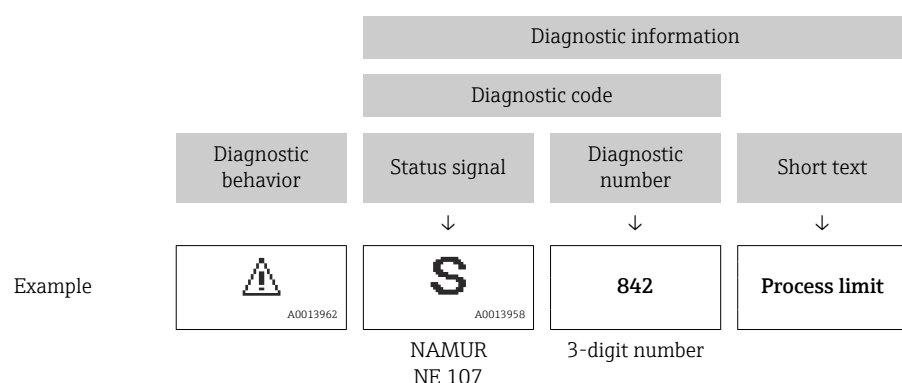 Diagnostic information
Diagnostic code
Diagnostic
behavior
Status signal
Diagnostic
number
Short text
↓ ↓ ↓
Example
A0013962
S
A0013958
842
Process limit
NAMUR
NE 107
3-digit number